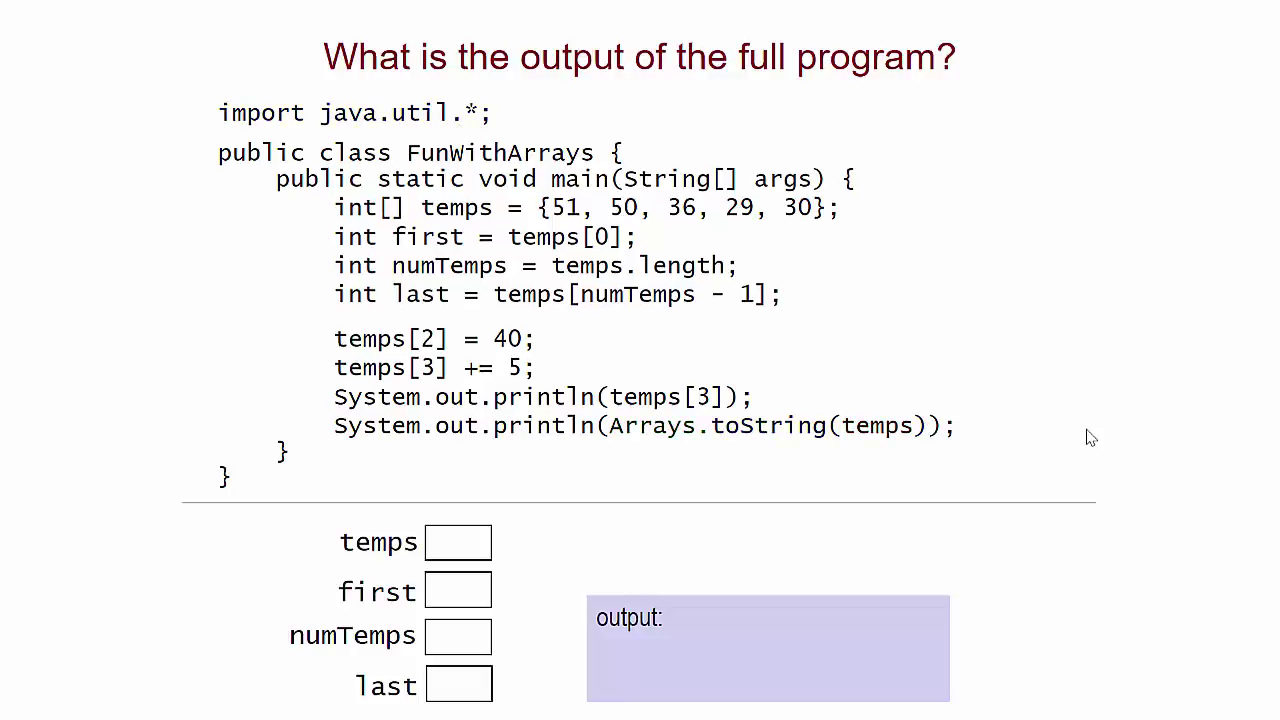 What is the output of the full program?
import java.util.*;
public class FunWithArrays {
public static void main(String[] args) {
int[] temps = {51, 50, 36, 29, 30};
int first = temps[0];
int numTemps = temps.length;
int last = temps[numTemps - 1];
temps[2] = 40;
temps[3] += 5;
System.out.println(temps[3]);
System.out.println(Arrays.toString(temps));
}
}
temps
first
numTemps
last
output: